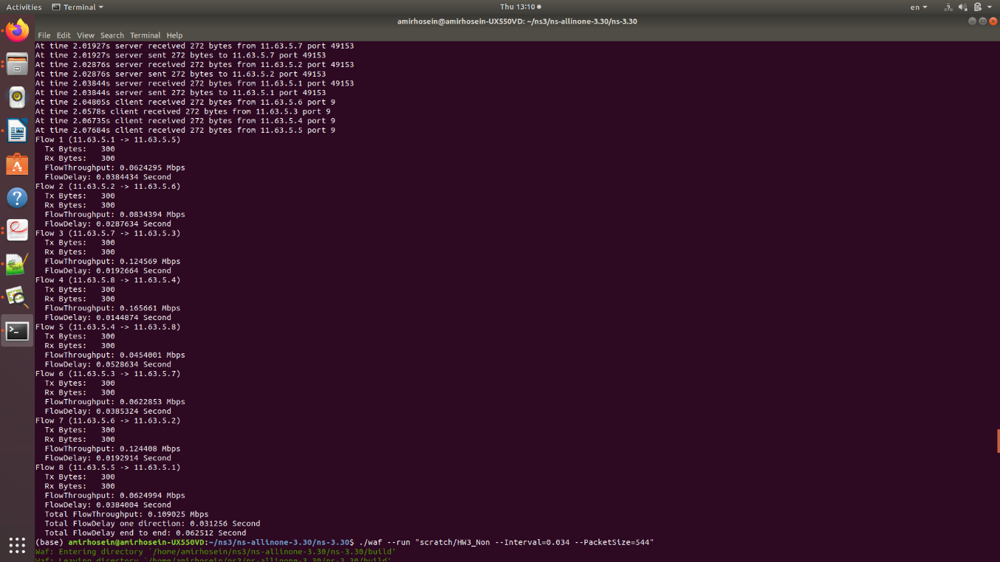 Activities Terminal Thu 13:10 en
amirhosein@amirhosein-UX550VD: ~/ns3/ns-allinone-3.30/ns-3.30
File Edit View Search Terminal Help
At time 2.01927s server received 272 bytes from 11.63.5.7 port 49153
At time 2.01927s server sent 272 bytes to 11.63.5.7 port 49153
At time 2.02876s server received 272 bytes from 11.63.5.2 port 49153
At time 2.02876s server sent 272 bytes to 11.63.5.2 port 49153
At time 2.03844s server received 272 bytes from 11.63.5.1 port 49153
At time 2.03844s server sent 272 bytes to 11.63.5.1 port 49153
At time 2.04805s client received 272 bytes from 11.63.5.6 port 9
At time 2.0578s client received 272 bytes from 11.63.5.3 port 9
At time 2.06735s client received 272 bytes from 11.63.5.4 port 9
At time 2.07684s client received 272 bytes from 11.63.5.5 port 9
Flow 1 (11.63.5.1 -> 11.63.5.5)
Tx Bytes: 300
Rx Bytes: 300
FlowThroughput: 0.0624295 Mbps
FlowDelay: 0.0384434 Second
Flow 2 (11.63.5.2 -> 11.63.5.6)
Tx Bytes: 300
Rx Bytes: 300
FlowThroughput: 0.0834394 Mbps
FlowDelay: 0.0287634 Second
Flow 3 (11.63.5.7 -> 11.63.5.3)
Tx Bytes: 300
Rx Bytes: 300
FlowThroughput: 0.124569 Mbps
FlowDelay: 0.0192664 Second
Flow 4 (11.63.5.8 -> 11.63.5.4)
Tx Bytes: 300
Rx Bytes: 300
FlowThroughput: 0.165661 Mbps
FlowDelay: 0.0144874 Second
Flow 5 (11.63.5.4 -> 11.63.5.8)
Tx Bytes: 300
Rx Bytes: 300
FlowThroughput: 0.0454001 Mbps
FlowDelay: 0.0528634 Second
Flow 6 (11.63.5.3 -> 11.63.5.7)
Tx Bytes: 300
Rx Bytes: 300
FlowThroughput: 0.0622853 Mbps
FlowDelay: 0.0385324 Second
Flow 7 (11.63.5.6 -> 11.63.5.2)
Tx Bytes: 300
Rx Bytes: 300
FlowThroughput: 0.124408 Mbps
FlowDelay: 0.0192914 Second
Flow 8 (11.63.5.5 -> 11.63.5.1)
Tx Bytes: 300
Rx Bytes: 300
FlowThroughput: 0.0624994 Mbps
FlowDelay: 0.0384004 Second
Total FlowThroughput: 0.109025 Mbps
Total FlowDelay one direction: 0.031256 Second
Total FlowDelay end to end: 0.062512 Second
(base) amirhosein@amirhosein-UX550VD:~/ns3/ns-allinone-3.30/ns-3.30$ ./waf --run "scratch/HW3_Non --Interval=0.034 --PacketSize=544"
Waf: Entering directory `/home/amirhosein/ns3/ns-allinone-3.30/ns-3.30/build'
Waf: Leaving directory `/home/amirhosein/ns3/ns-allinone-3.30/ns-3.30/build'